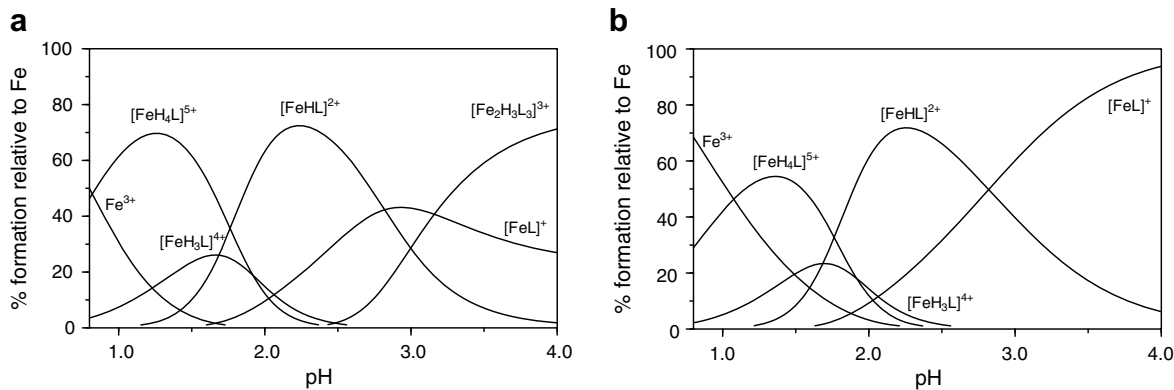 a
% formation relative to Fe
100
80
60
40
20
0
[FeH₄L]⁵⁺
[FeHL]²⁺
[Fe₂H₃L₃]³⁺
Fe³⁺
[FeH₃L]⁴⁺
[FeL]⁺
1.0 2.0 3.0 4.0
pH
b
% formation relative to Fe
100
80
60
40
20
0
[FeHL]²⁺
[FeL]⁺
Fe³⁺
[FeH₄L]⁵⁺
[FeH₃L]⁴⁺
1.0 2.0 3.0 4.0
pH